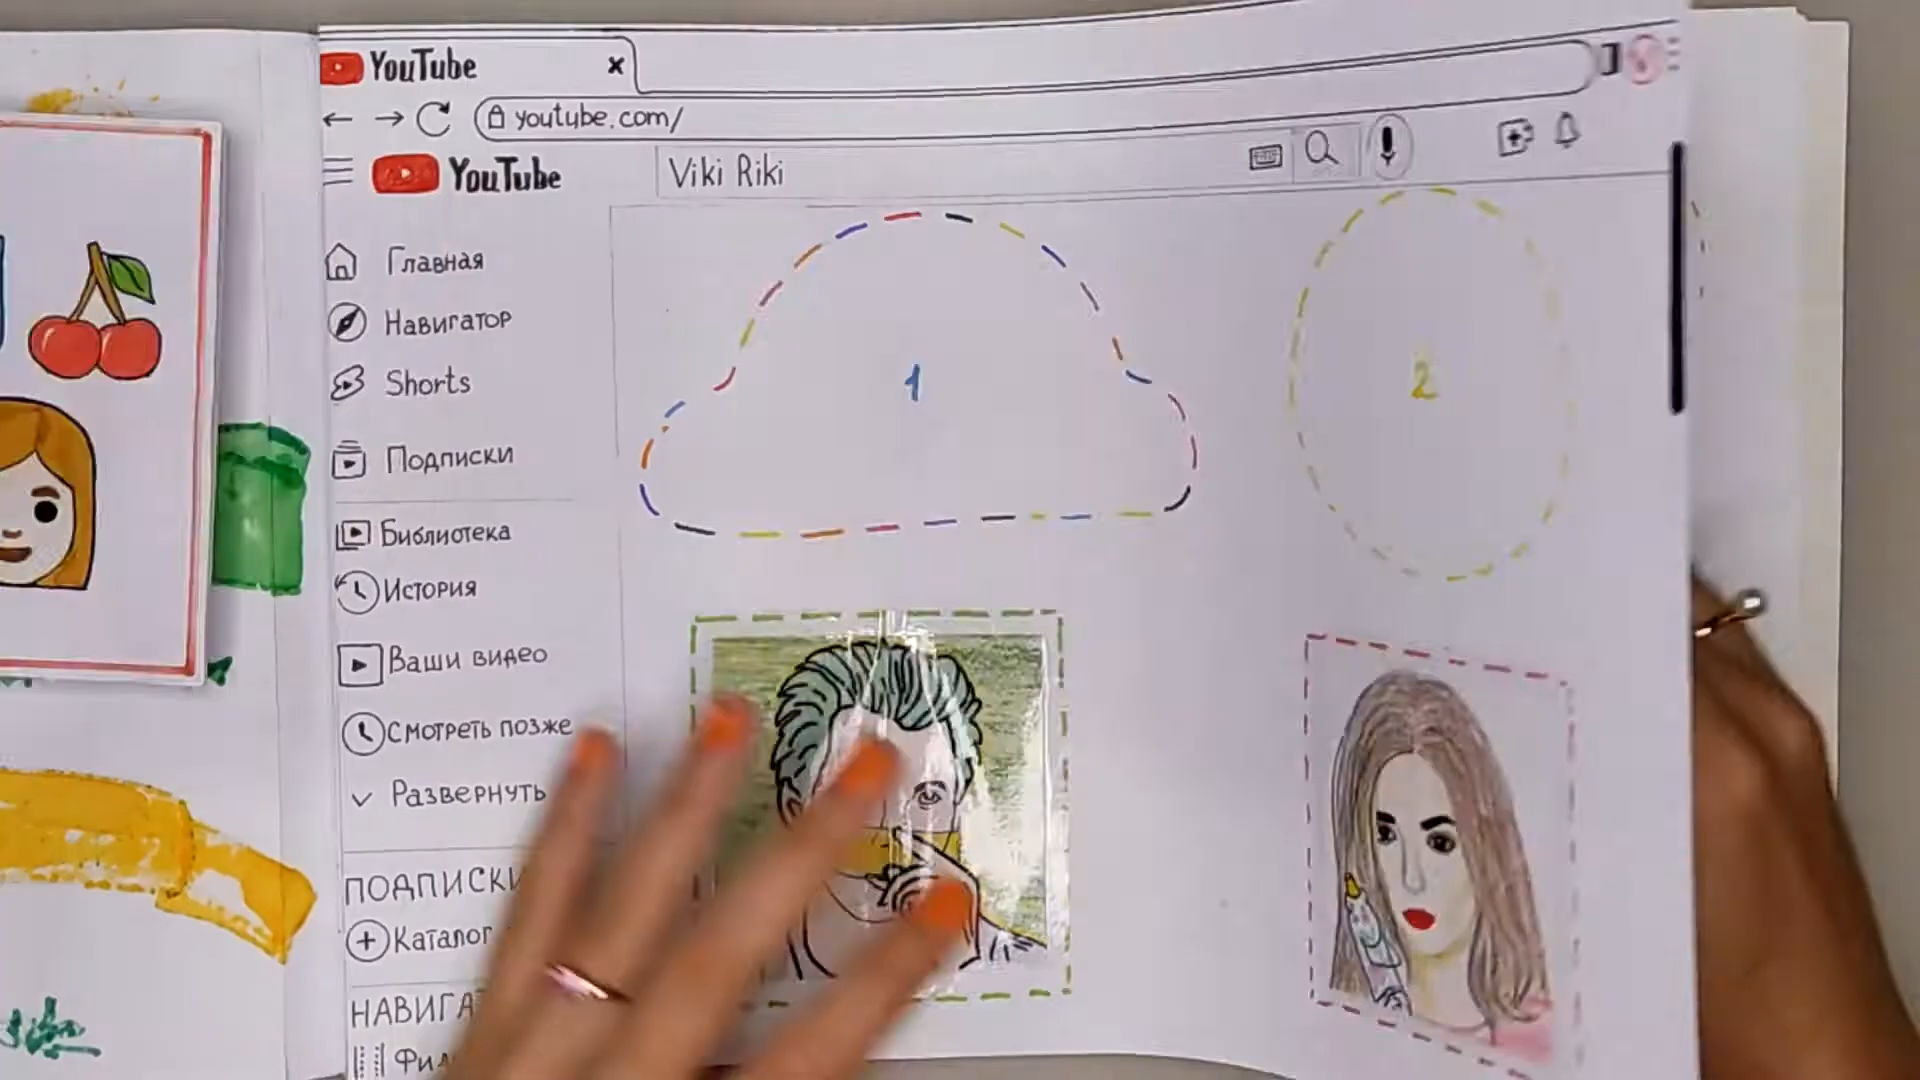 YouTube
youtube.com/
YouTube
Viki Riki
Главная
Навигатор
Shorts
Подписки
Библиотека
История
Ваши видео
Смотреть позже
Развернуть
ПОДПИСКИ
Каталог
1
2